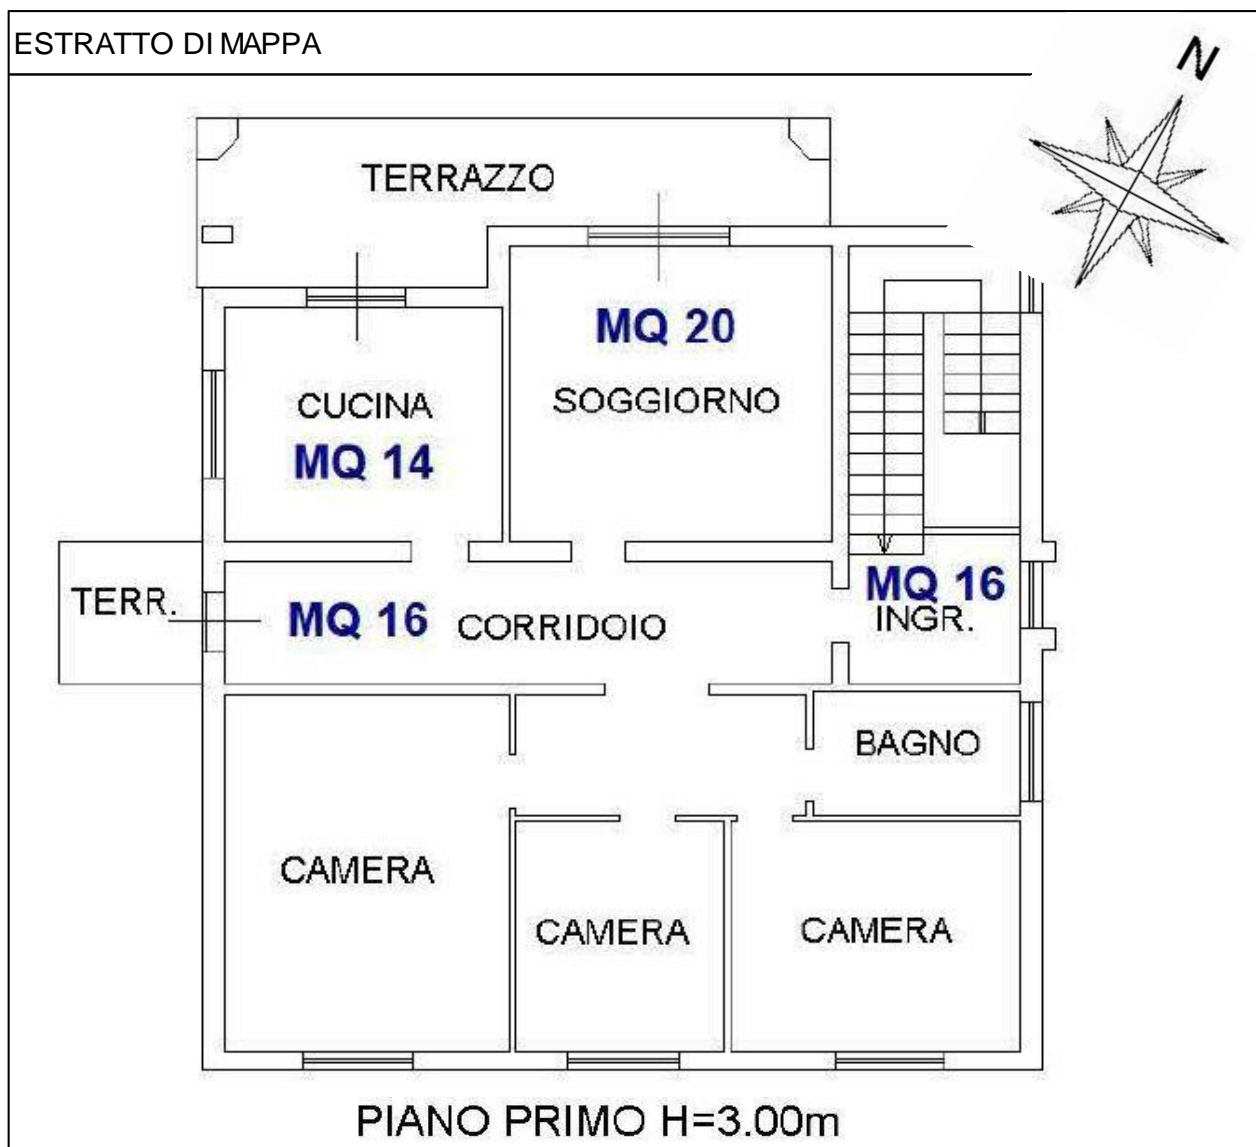 ESTRATTO DI MAPPA
N
TERRAZZO
MQ 20
CUCINA
SOGGIORNO
MQ 14
TERR.
MQ 16
CORRIDOIO
MQ 16
INGR.
BAGNO
CAMERA
CAMERA
CAMERA
PIANO PRIMO H=3.00m